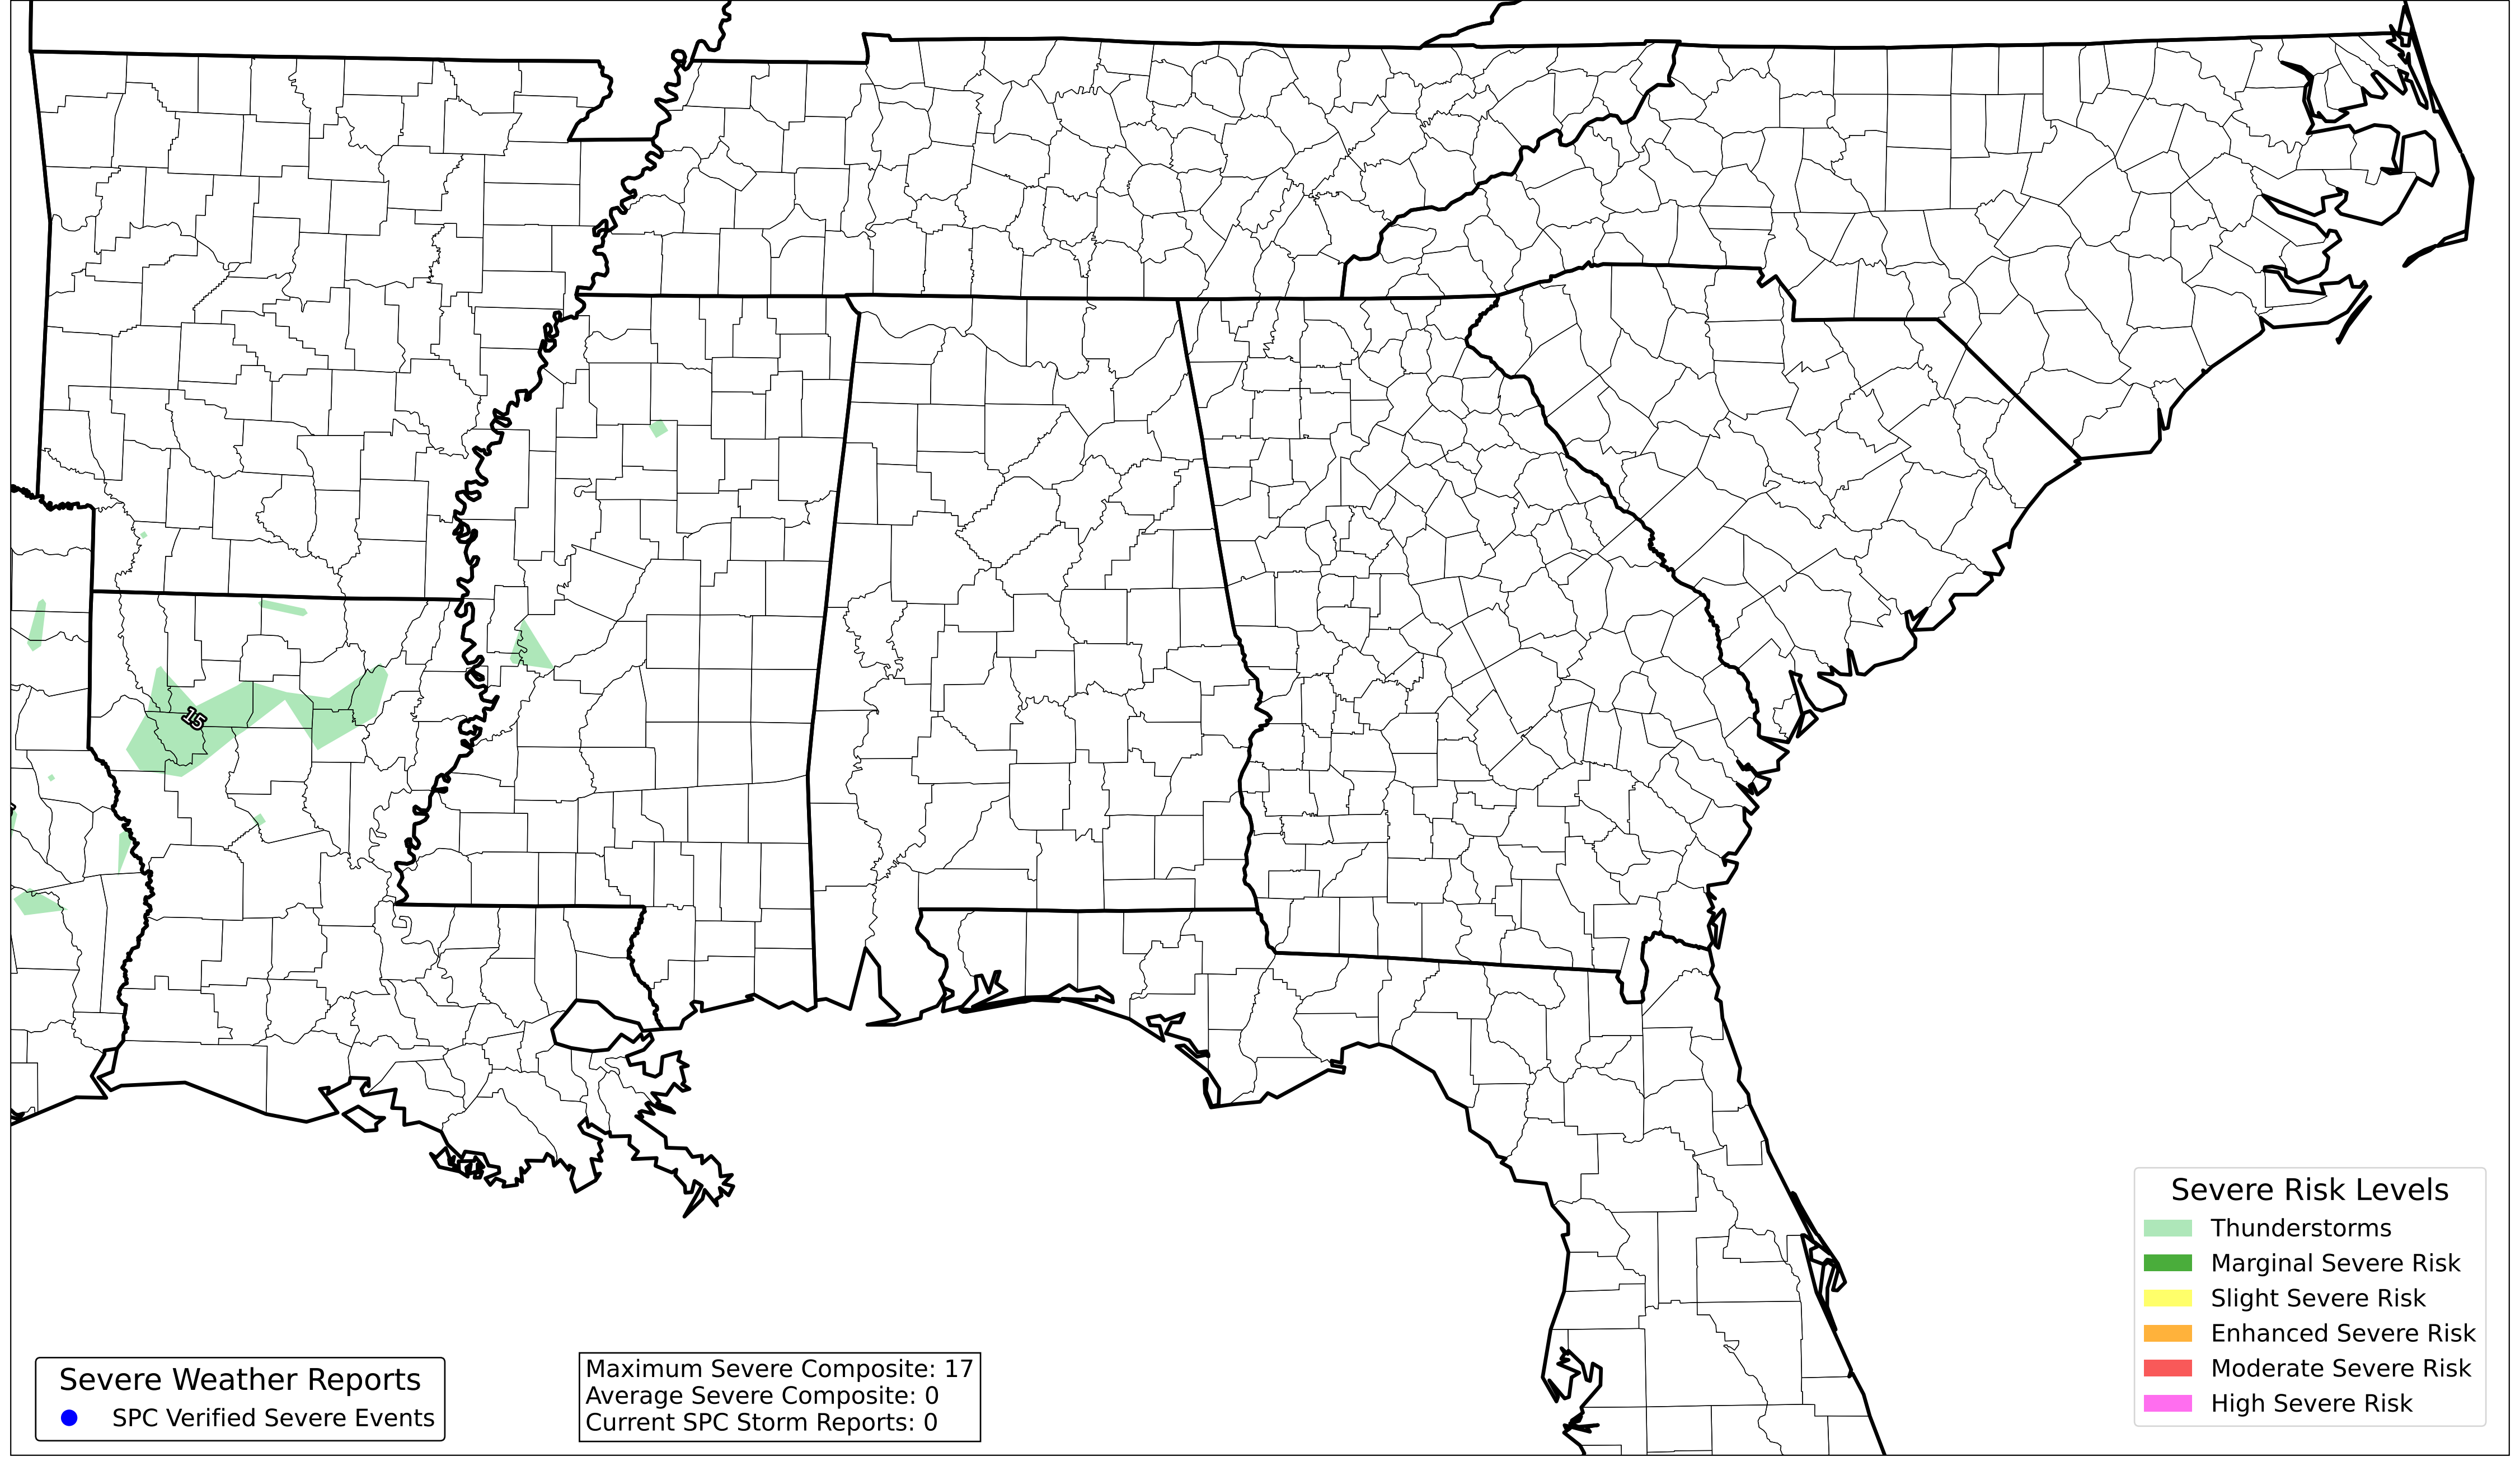 15
Severe Weather Reports
SPC Verified Severe Events
Maximum Severe Composite: 17
Average Severe Composite: 0
Current SPC Storm Reports: 0
Severe Risk Levels
Thunderstorms
Marginal Severe Risk
Slight Severe Risk
Enhanced Severe Risk
Moderate Severe Risk
High Severe Risk